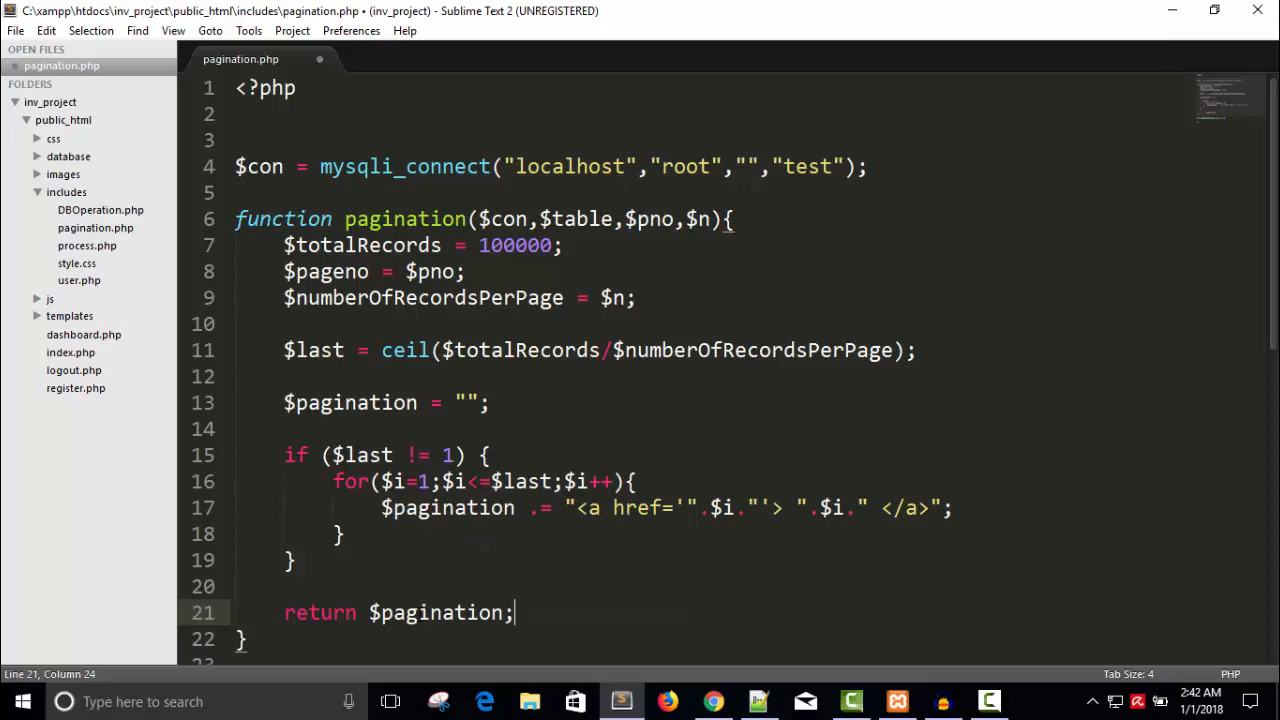 C:\xampp\htdocs\inv_project\public_html\includes\pagination.php • (inv_project) - Sublime Text 2 (UNREGISTERED)
File Edit Selection Find View Goto Tools Project Preferences Help
OPEN FILES
pagination.php
FOLDERS
inv_project
public_html
css
database
images
includes
DBOperation.php
pagination.php
process.php
style.css
user.php
js
templates
dashboard.php
index.php
logout.php
register.php
pagination.php
1 <?php
2
3
4 $con = mysqli_connect("localhost","root","","test");
5
6 function pagination($con,$table,$pno,$n){
7 $totalRecords = 100000;
8 $pageno = $pno;
9 $numberOfRecordsPerPage = $n;
10
11 $last = ceil($totalRecords/$numberOfRecordsPerPage);
12
13 $pagination = "";
14
15 if ($last != 1) {
16 for($i=1;$i<=$last;$i++){
17 $pagination .= "<a href='".$i."'> ".$i." </a>";
18 }
19 }
20
21 return $pagination;
22 }
23
Line 21, Column 24 Tab Size: 4 PHP
Type here to search
2:42 AM
1/1/2018